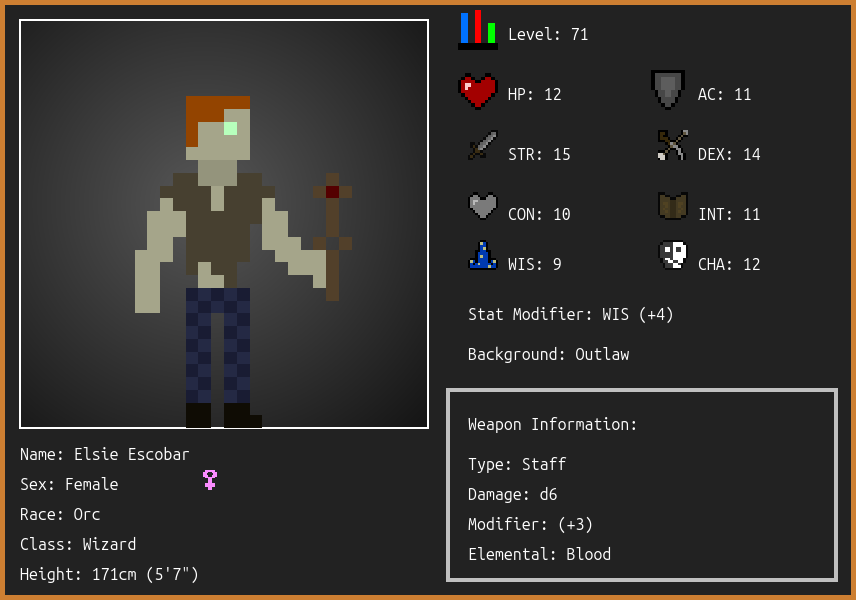 Level: 71
HP: 12
AC: 11
STR: 15
DEX: 14
CON: 10
INT: 11
WIS: 9
CHA: 12
Stat Modifier: WIS (+4)
Background: Outlaw
Weapon Information:
Type: Staff
Damage: d6
Modifier: (+3)
Elemental: Blood
Name: Elsie Escobar
Sex: Female
Race: Orc
Class: Wizard
Height: 171cm (5'7")